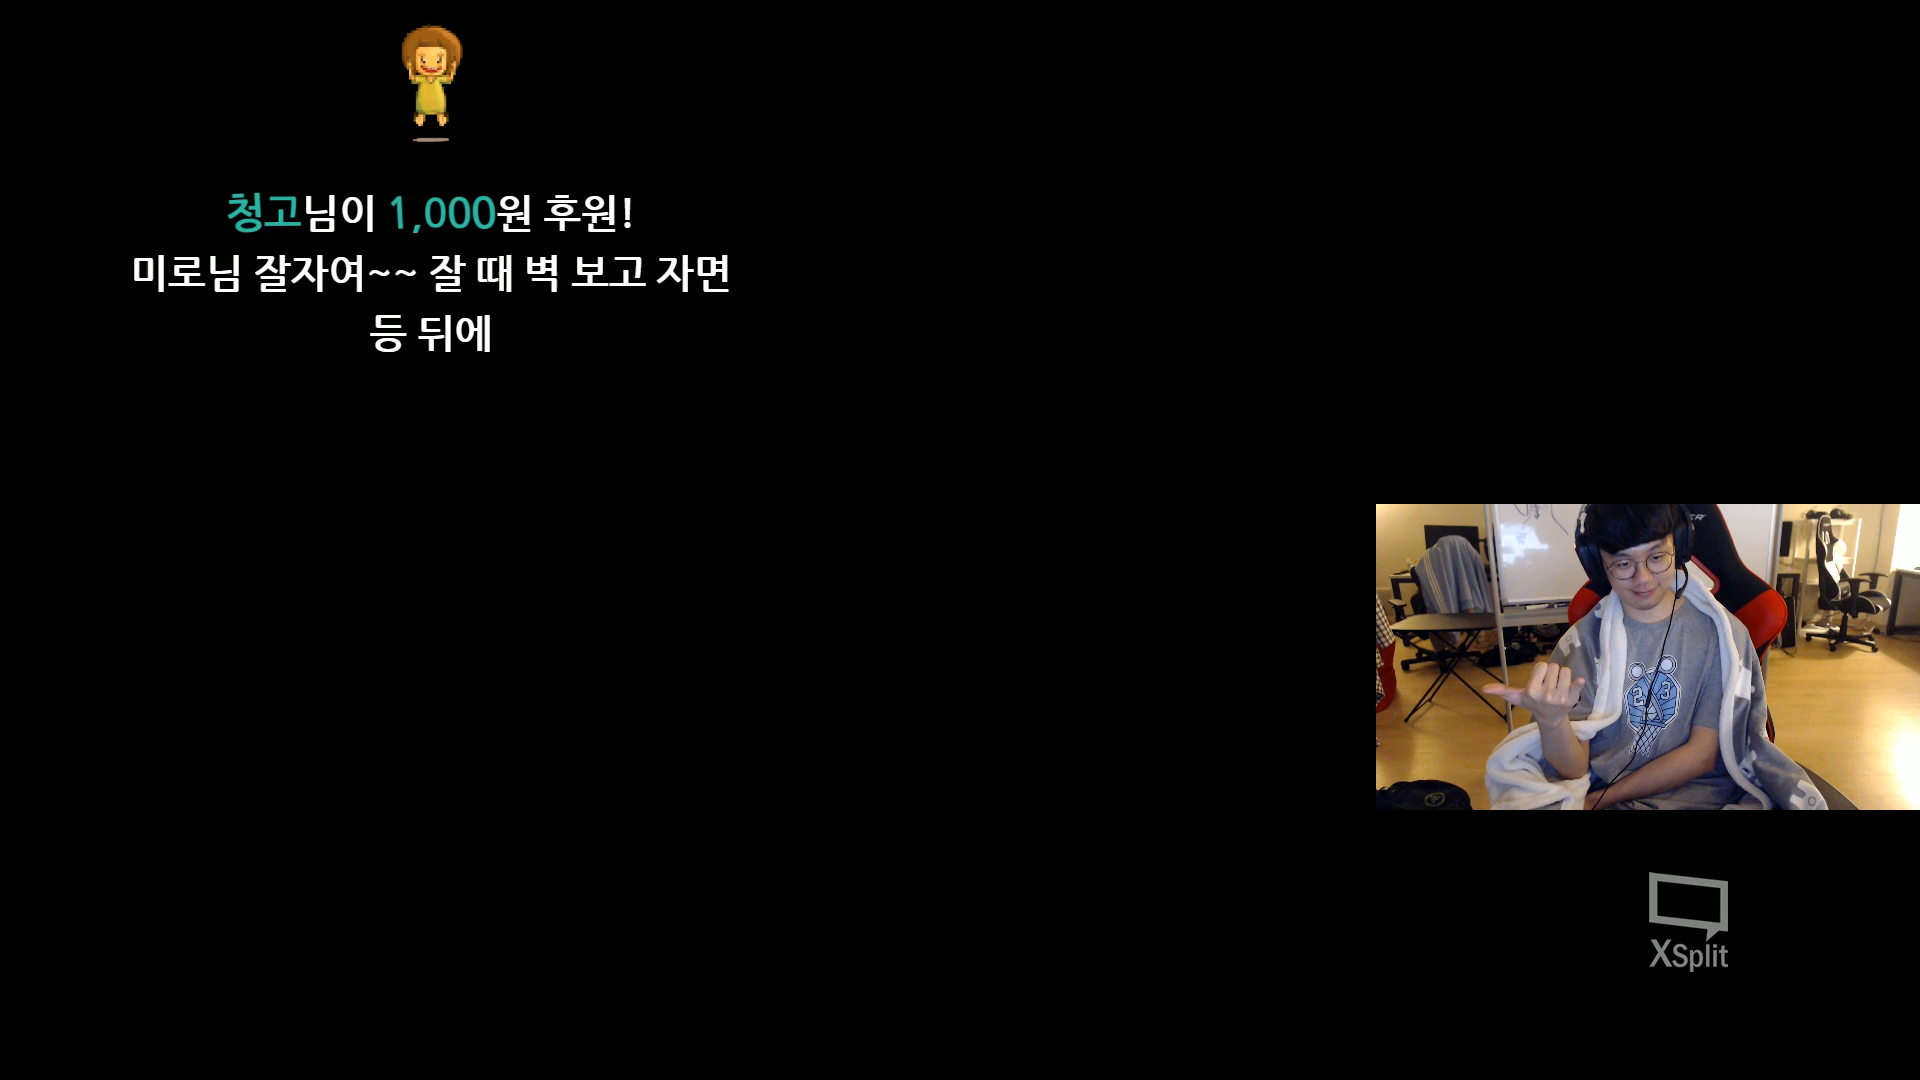 청고님이 1,000원 후원!
미로님 잘자여~~ 잘 때 벽 보고 자면
등 뒤에
23
XSplit